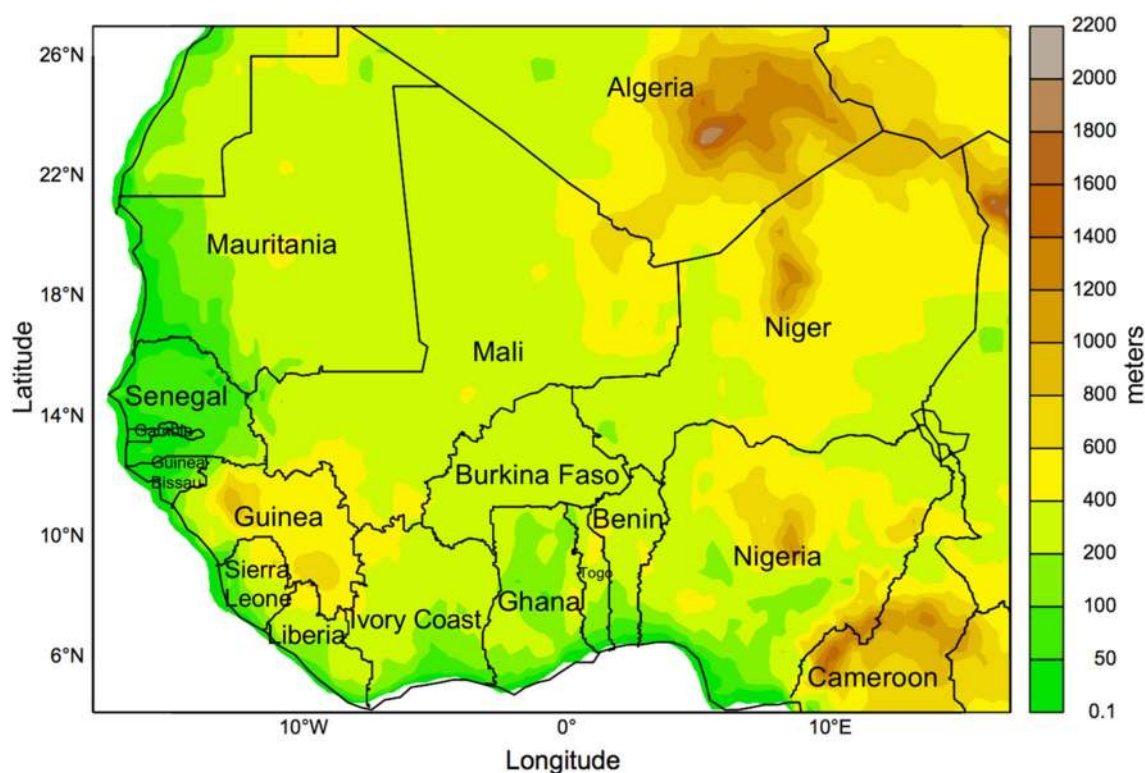 26°N
22°N
18°N
14°N
10°N
6°N
Latitude
10°W
0°
10°E
Longitude
Algeria
Mauritania
Mali
Niger
Senegal
Gambia
Guinea
Bissau
Burkina Faso
Guinea
Benin
Nigeria
Sierra
Leone
Togo
Ghana
Ivory Coast
Liberia
Cameroon
2200
2000
1800
1600
1400
1200
1000
800
600
400
200
100
50
0.1
meters